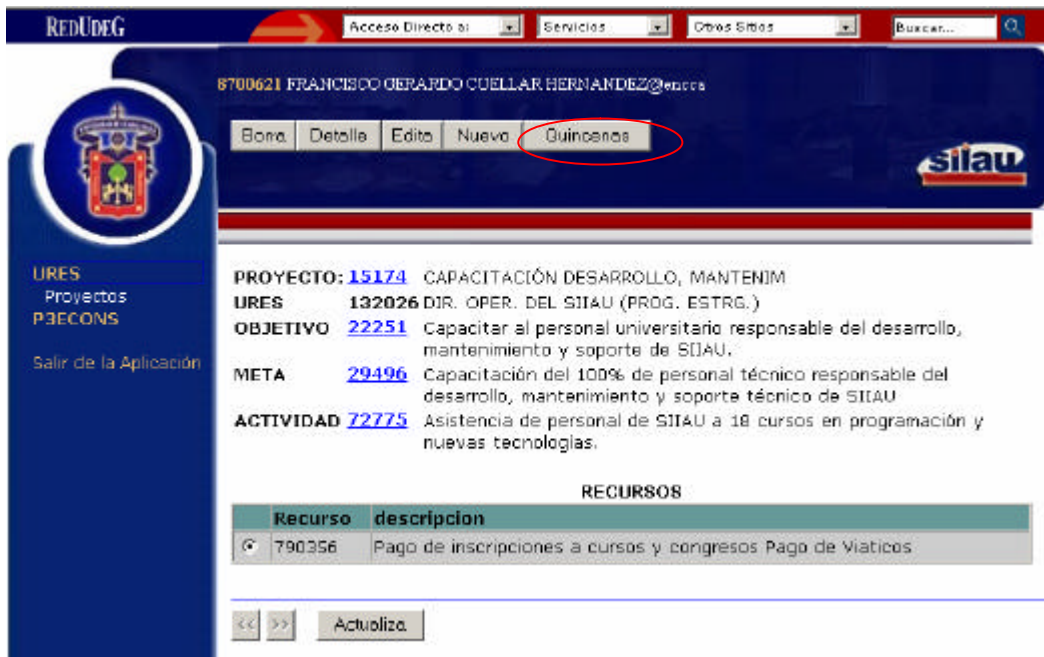 REDUDEG
Acceso Directo a:
Servicios
Otros Sitios
Buscar...
8700621 FRANCISCO GERARDO CUELLAR HERNANDEZ@encca
Borra Detalle Edita Nuevo Quincenas
siiau
URES
Proyectos
P3ECONS
Salir de la Aplicación
PROYECTO: 15174 CAPACITACIÓN DESARROLLO, MANTENIM
URES 132026 DIR. OPER. DEL SIIAU (PROG. ESTRG.)
OBJETIVO 22251 Capacitar al personal universitario responsable del desarrollo,
mantenimiento y soporte de SIIAU.
META 29496 Capacitación del 100% de personal técnico responsable del
desarrollo, mantenimiento y soporte técnico de SIIAU
ACTIVIDAD 72775 Asistencia de personal de SIIAU a 18 cursos en programación y
nuevas tecnologias.
RECURSOS
Recurso descripcion
790356 Pago de inscripciones a cursos y congresos Pago de Viaticos
<< >> Actualiza